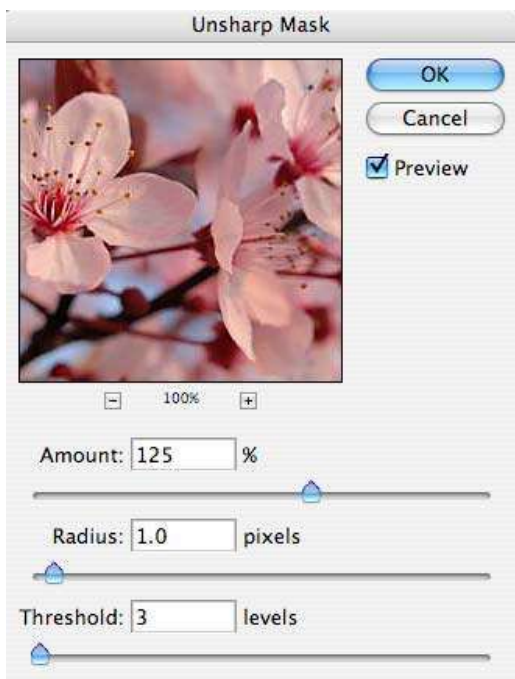 Unsharp Mask
OK
Cancel
Preview
100%
Amount: 125 %
Radius: 1.0 pixels
Threshold: 3 levels